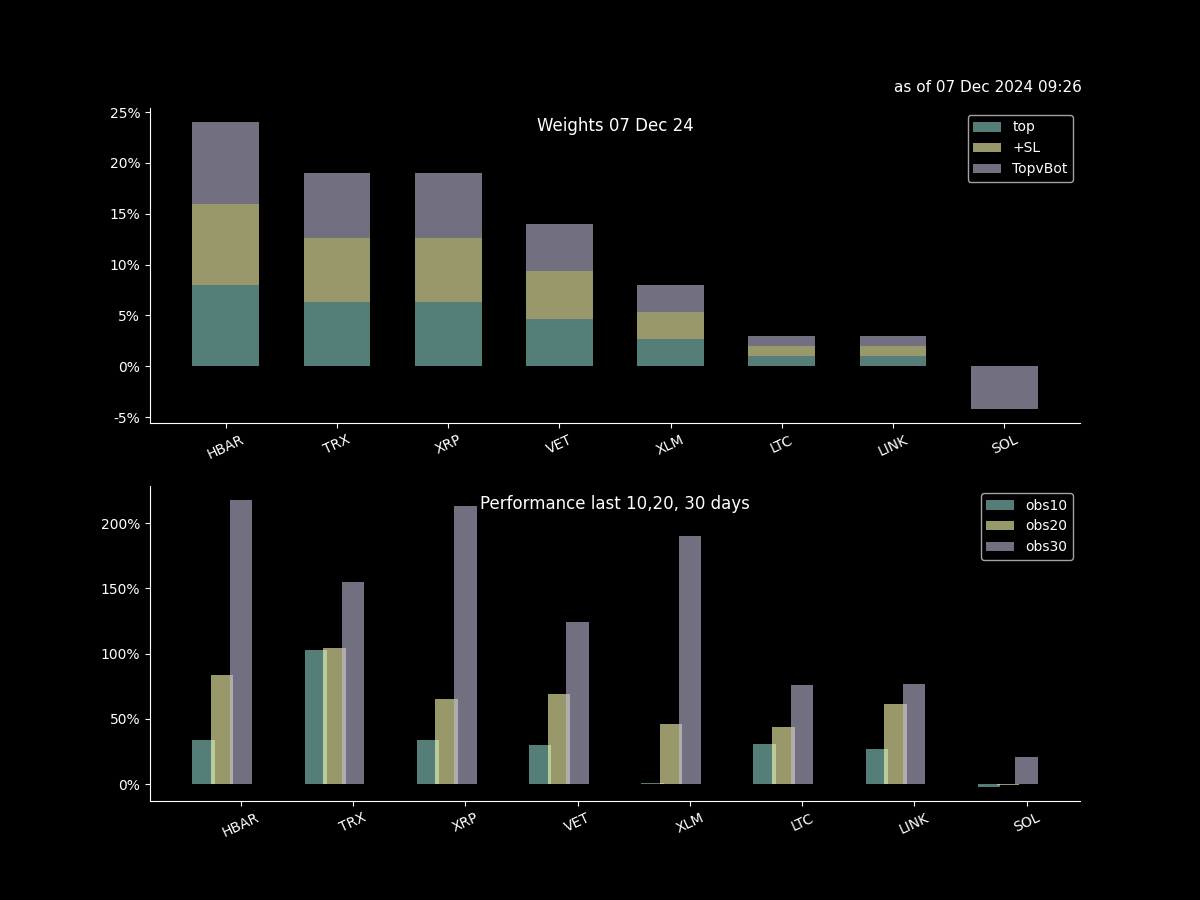 as of 07 Dec 2024 09:26
Weights 07 Dec 24
top
+SL
TopvBot
25%
20%
15%
10%
5%
0%
-5%
HBAR TRX XRP VET XLM LTC LINK SOL
Performance last 10,20, 30 days
obs10
obs20
obs30
200%
150%
100%
50%
0%
HBAR TRX XRP VET XLM LTC LINK SOL